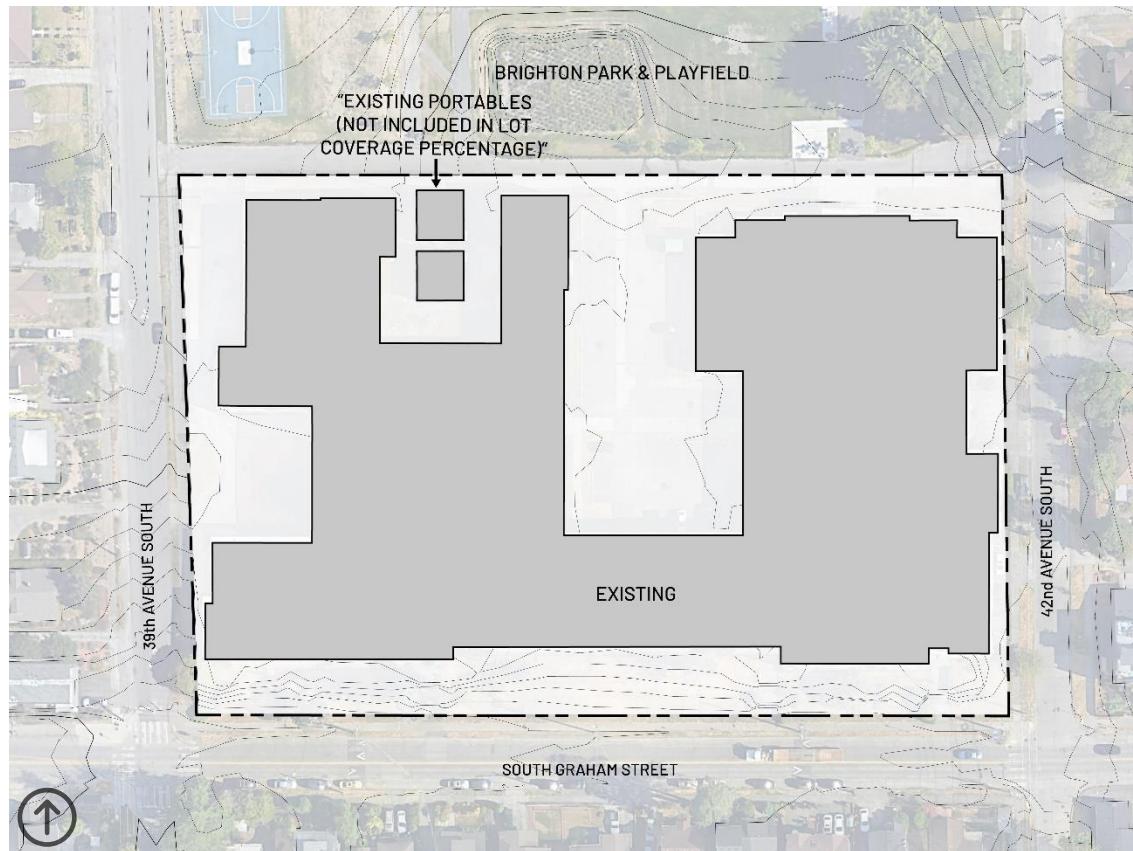 BRIGHTON PARK & PLAYFIELD
“EXISTING PORTABLES
(NOT INCLUDED IN LOT
COVERAGE PERCENTAGE)“
39th AVENUE SOUTH
42nd AVENUE SOUTH
EXISTING
SOUTH GRAHAM STREET